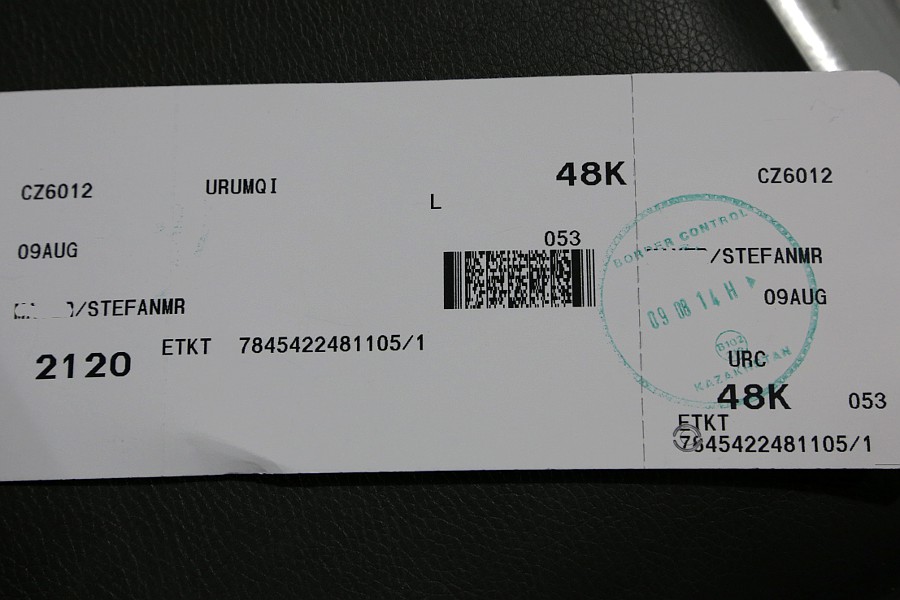 CZ6012
URUMQI
L
48K
09AUG
053
/STEFANMR
2120
ETKT 7845422481105/1
CZ6012
/STEFANMR
09AUG
URC
48K
053
ETKT
7845422481105/1
BORDER CONTROL
09 08 14 H
KAZAKHSTAN